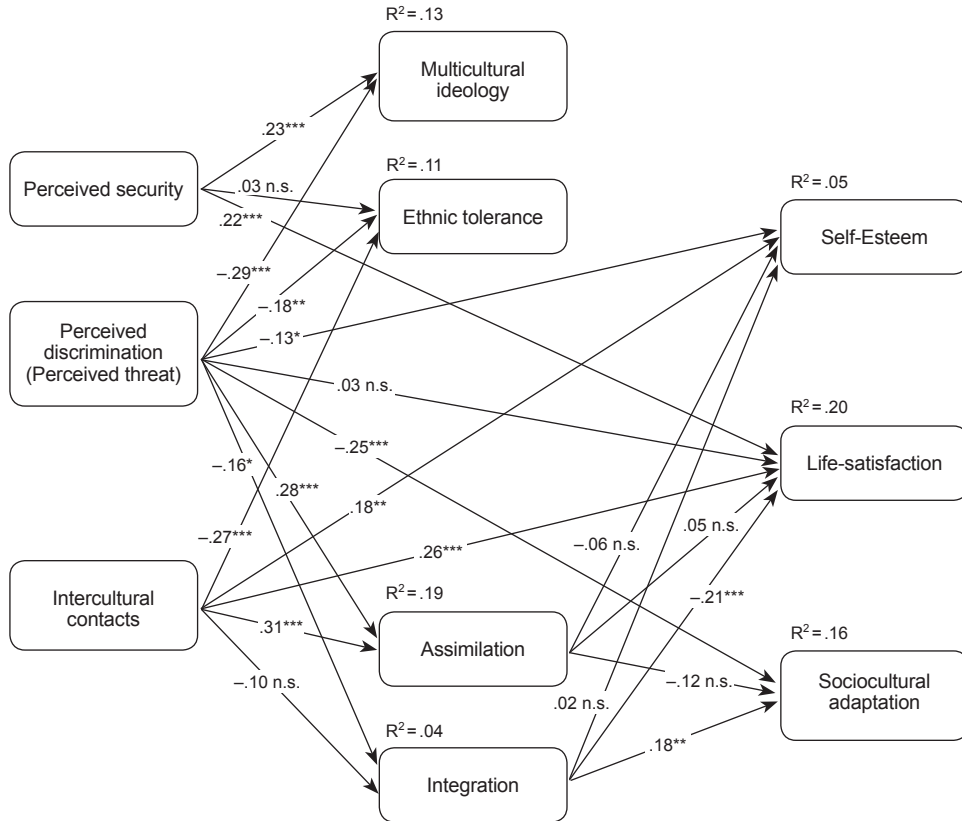 R² = .13
Multicultural
ideology
.23***
Perceived security
.03 n.s.
R² = .11
Ethnic tolerance
R² = .05
Self-Esteem
.22***
–.29***
–.18**
–.13*
Perceived
discrimination
(Perceived threat)
.03 n.s.
R² = .20
Life-satisfaction
–.25***
–.16*
.28***
.18**
–.27***
.26***
–.06 n.s.
.05 n.s.
–.21***
Intercultural
contacts
.31***
R² = .19
Assimilation
R² = .16
Sociocultural
adaptation
–.10 n.s.
–.12 n.s.
.02 n.s.
.18**
R² = .04
Integration